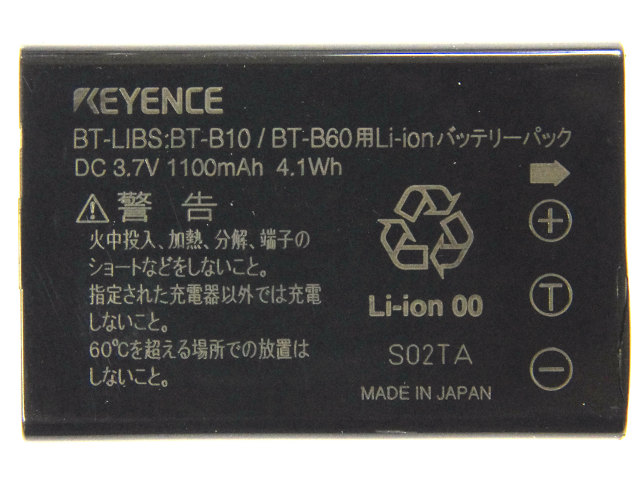 KEYENCE
BT-LIBS:BT-B10 / BT-B60用Li-ionバッテリーパック
DC 3.7V 1100mAh 4.1Wh
警告
火中投入、加熱、分解、端子の
ショートなどをしないこと。
指定された充電器以外では充電
しないこと。
60℃を超える場所での放置は
しないこと。
+
T
−
Li-ion 00
S02TA
MADE IN JAPAN